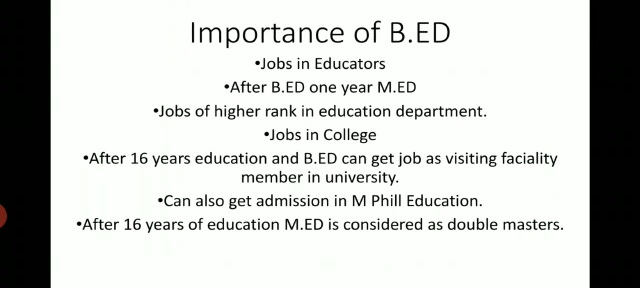 Importance of B.ED
•Jobs in Educators
•After B.ED one year M.ED
•Jobs of higher rank in education department.
•Jobs in College
•After 16 years education and B.ED can get job as visiting faciality
member in university.
•Can also get admission in M Phill Education.
•After 16 years of education M.ED is considered as double masters.